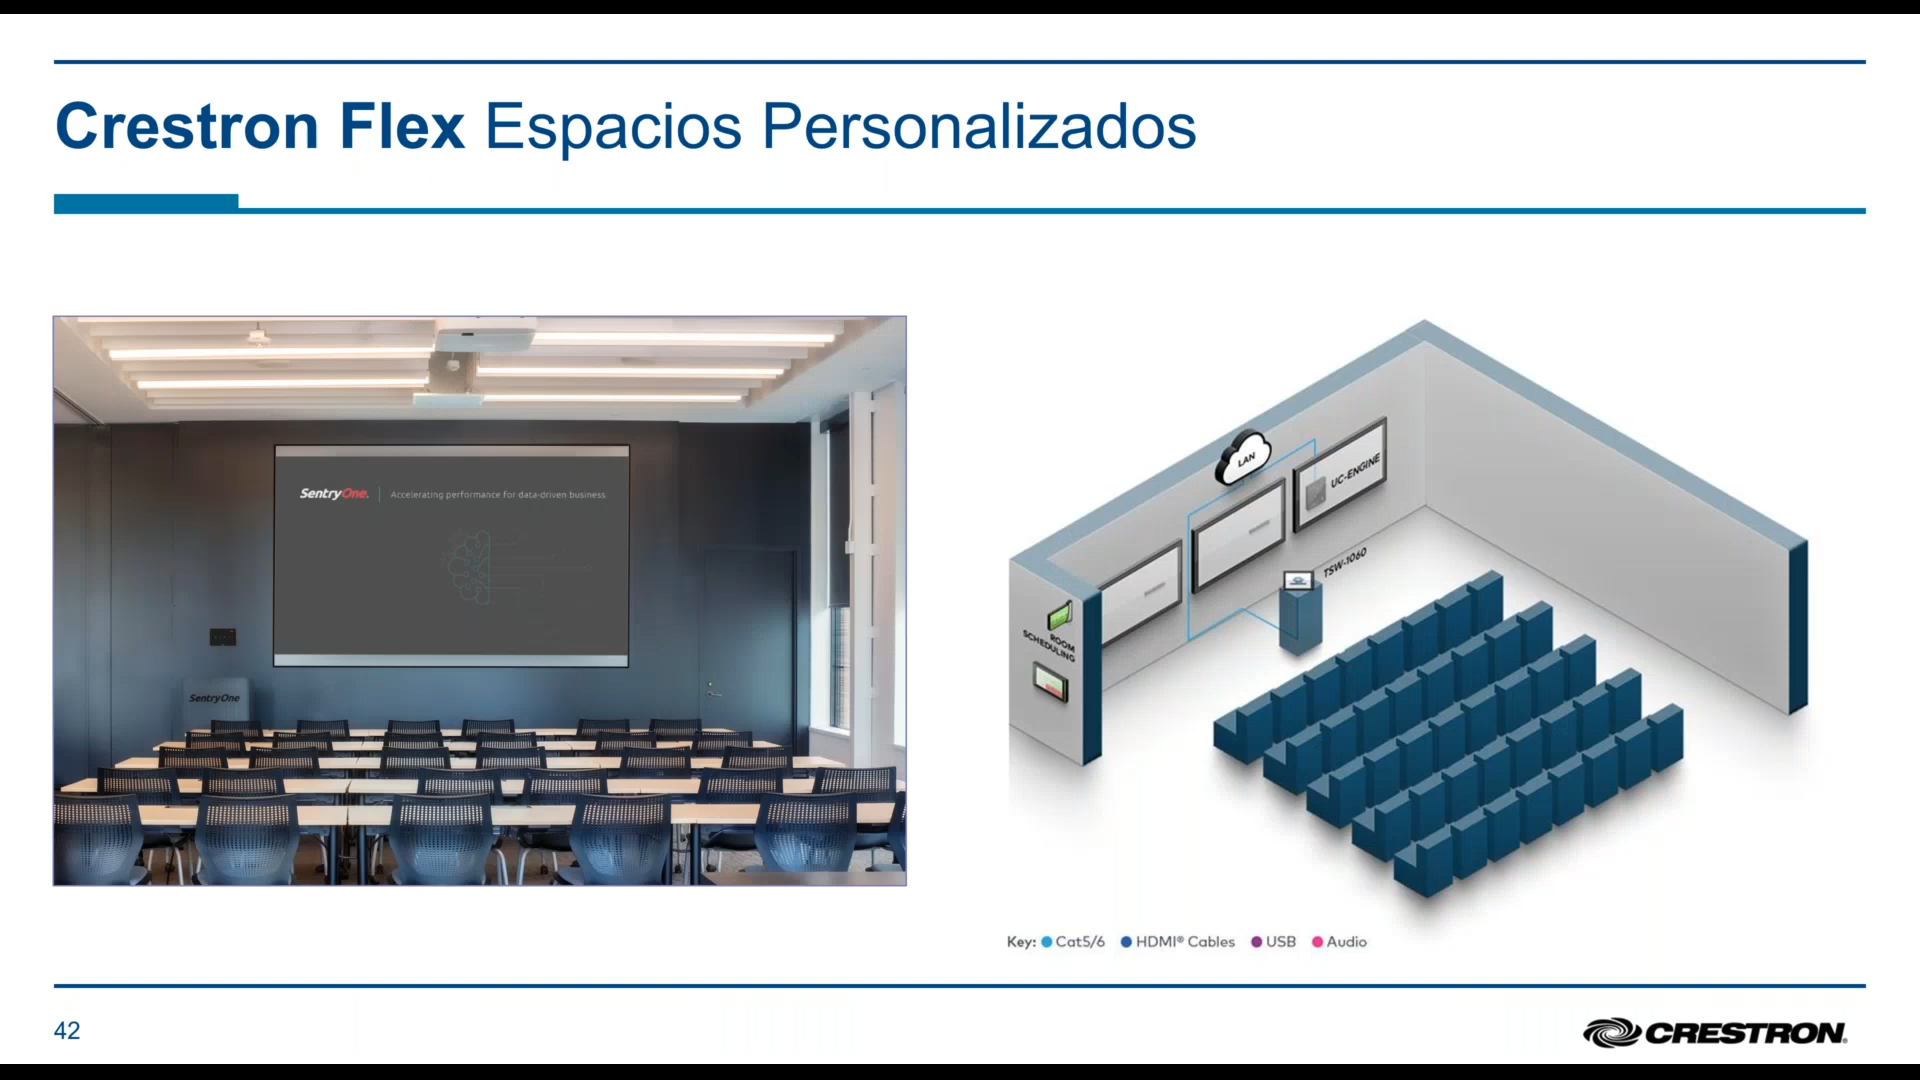 Crestron Flex Espacios Personalizados
SentryOne. | Accelerating performance for data-driven business.
SentryOne
LAN
UC-ENGINE
TSW-1060
ROOM
SCHEDULING
Key: Cat5/6 HDMI® Cables USB Audio
42
CRESTRON